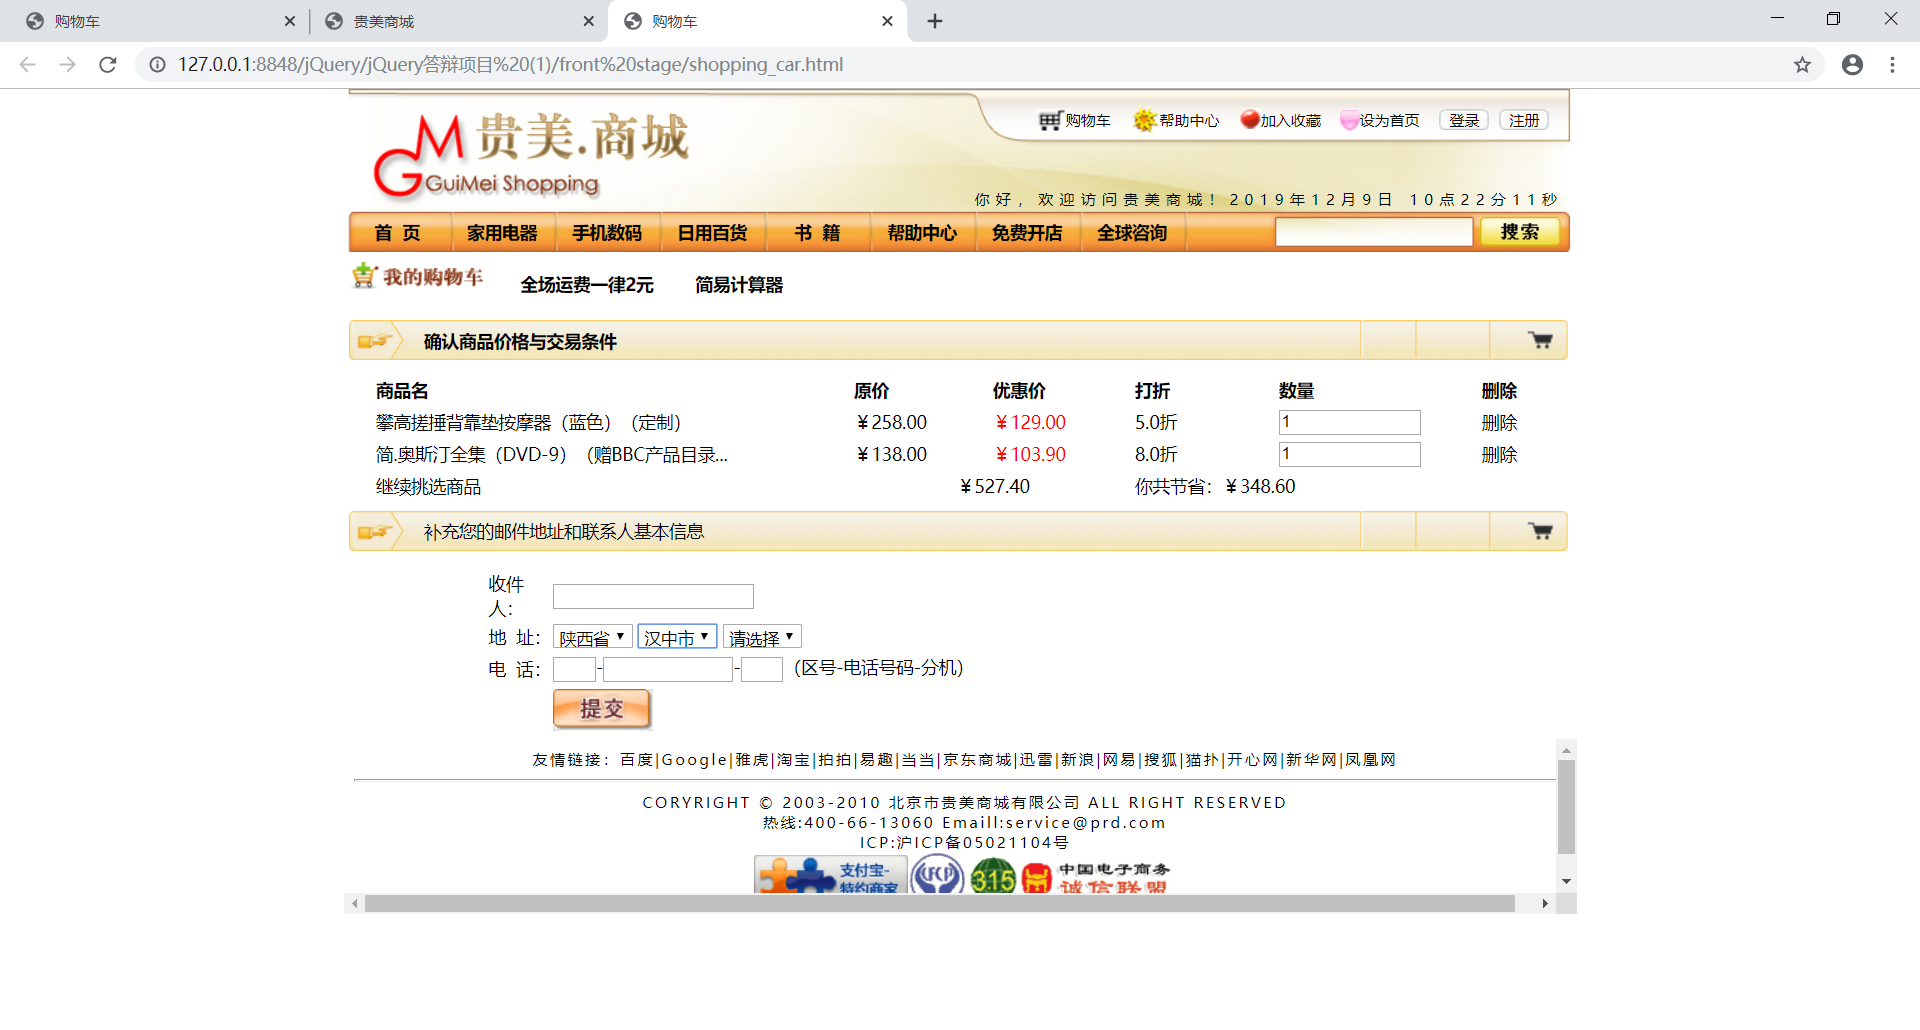 购物车
贵美商城
购物车
127.0.0.1:8848/jQuery/jQuery答辩项目%20(1)/front%20stage/shopping_car.html
GM 贵美.商城
GuiMei Shopping
购物车 帮助中心 加入收藏 设为首页 登录 注册
你好，欢迎访问贵美商城！2019年12月9日 10点22分11秒
首 页 家用电器 手机数码 日用百货 书 籍 帮助中心 免费开店 全球咨询 搜索
我的购物车 全场运费一律2元 简易计算器
确认商品价格与交易条件
商品名 原价 优惠价 打折 数量 删除
攀高搓捶背靠垫按摩器（蓝色）（定制） ￥258.00 ￥129.00 5.0折 1 删除
简.奥斯汀全集（DVD-9）（赠BBC产品目录... ￥138.00 ￥103.90 8.0折 1 删除
继续挑选商品 ￥527.40 你共节省：￥348.60
补充您的邮件地址和联系人基本信息
收件
人：
地 址： 陕西省 汉中市 请选择
电 话： - - （区号-电话号码-分机）
提交
友情链接：百度|Google|雅虎|淘宝|拍拍|易趣|当当|京东商城|迅雷|新浪|网易|搜狐|猫扑|开心网|新华网|凤凰网
CORYRIGHT © 2003-2010 北京市贵美商城有限公司 ALL RIGHT RESERVED
热线:400-66-13060 Emaill:service@prd.com
ICP:沪ICP备05021104号
支付宝- CFCP 315 中国电子商务
特约商家 诚信联盟